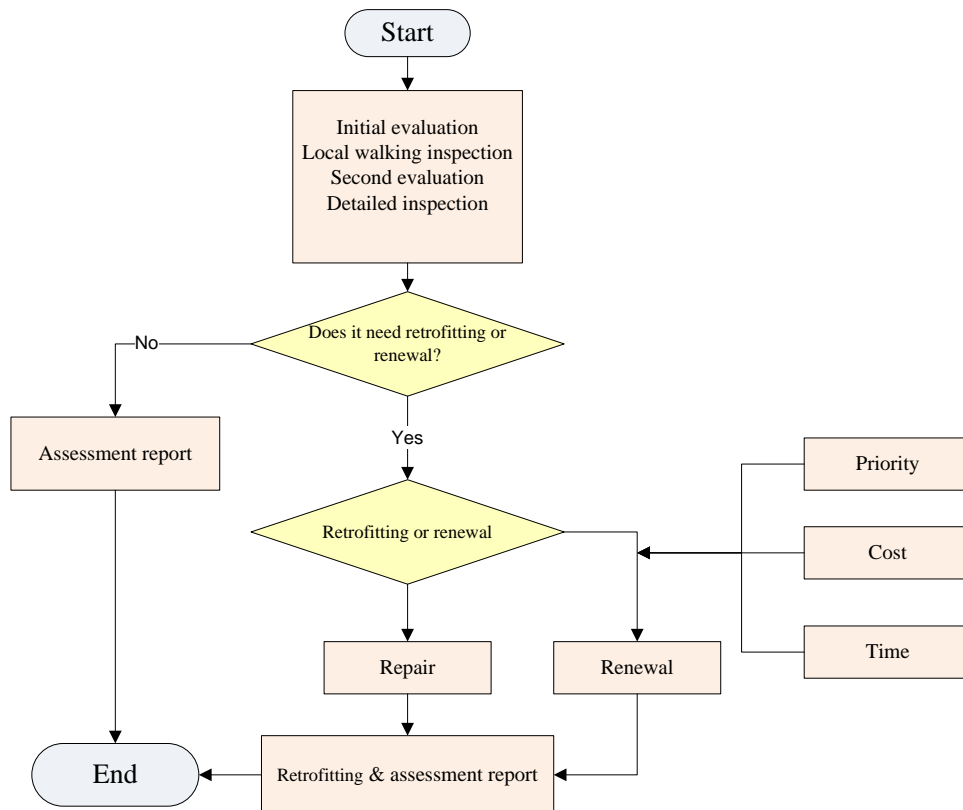 Start
Initial evaluation
Local walking inspection
Second evaluation
Detailed inspection
Does it need retrofitting or
renewal?
No
Assessment report
Yes
Priority
Retrofitting or renewal
Cost
Repair
Renewal
Time
End
Retrofitting & assessment report